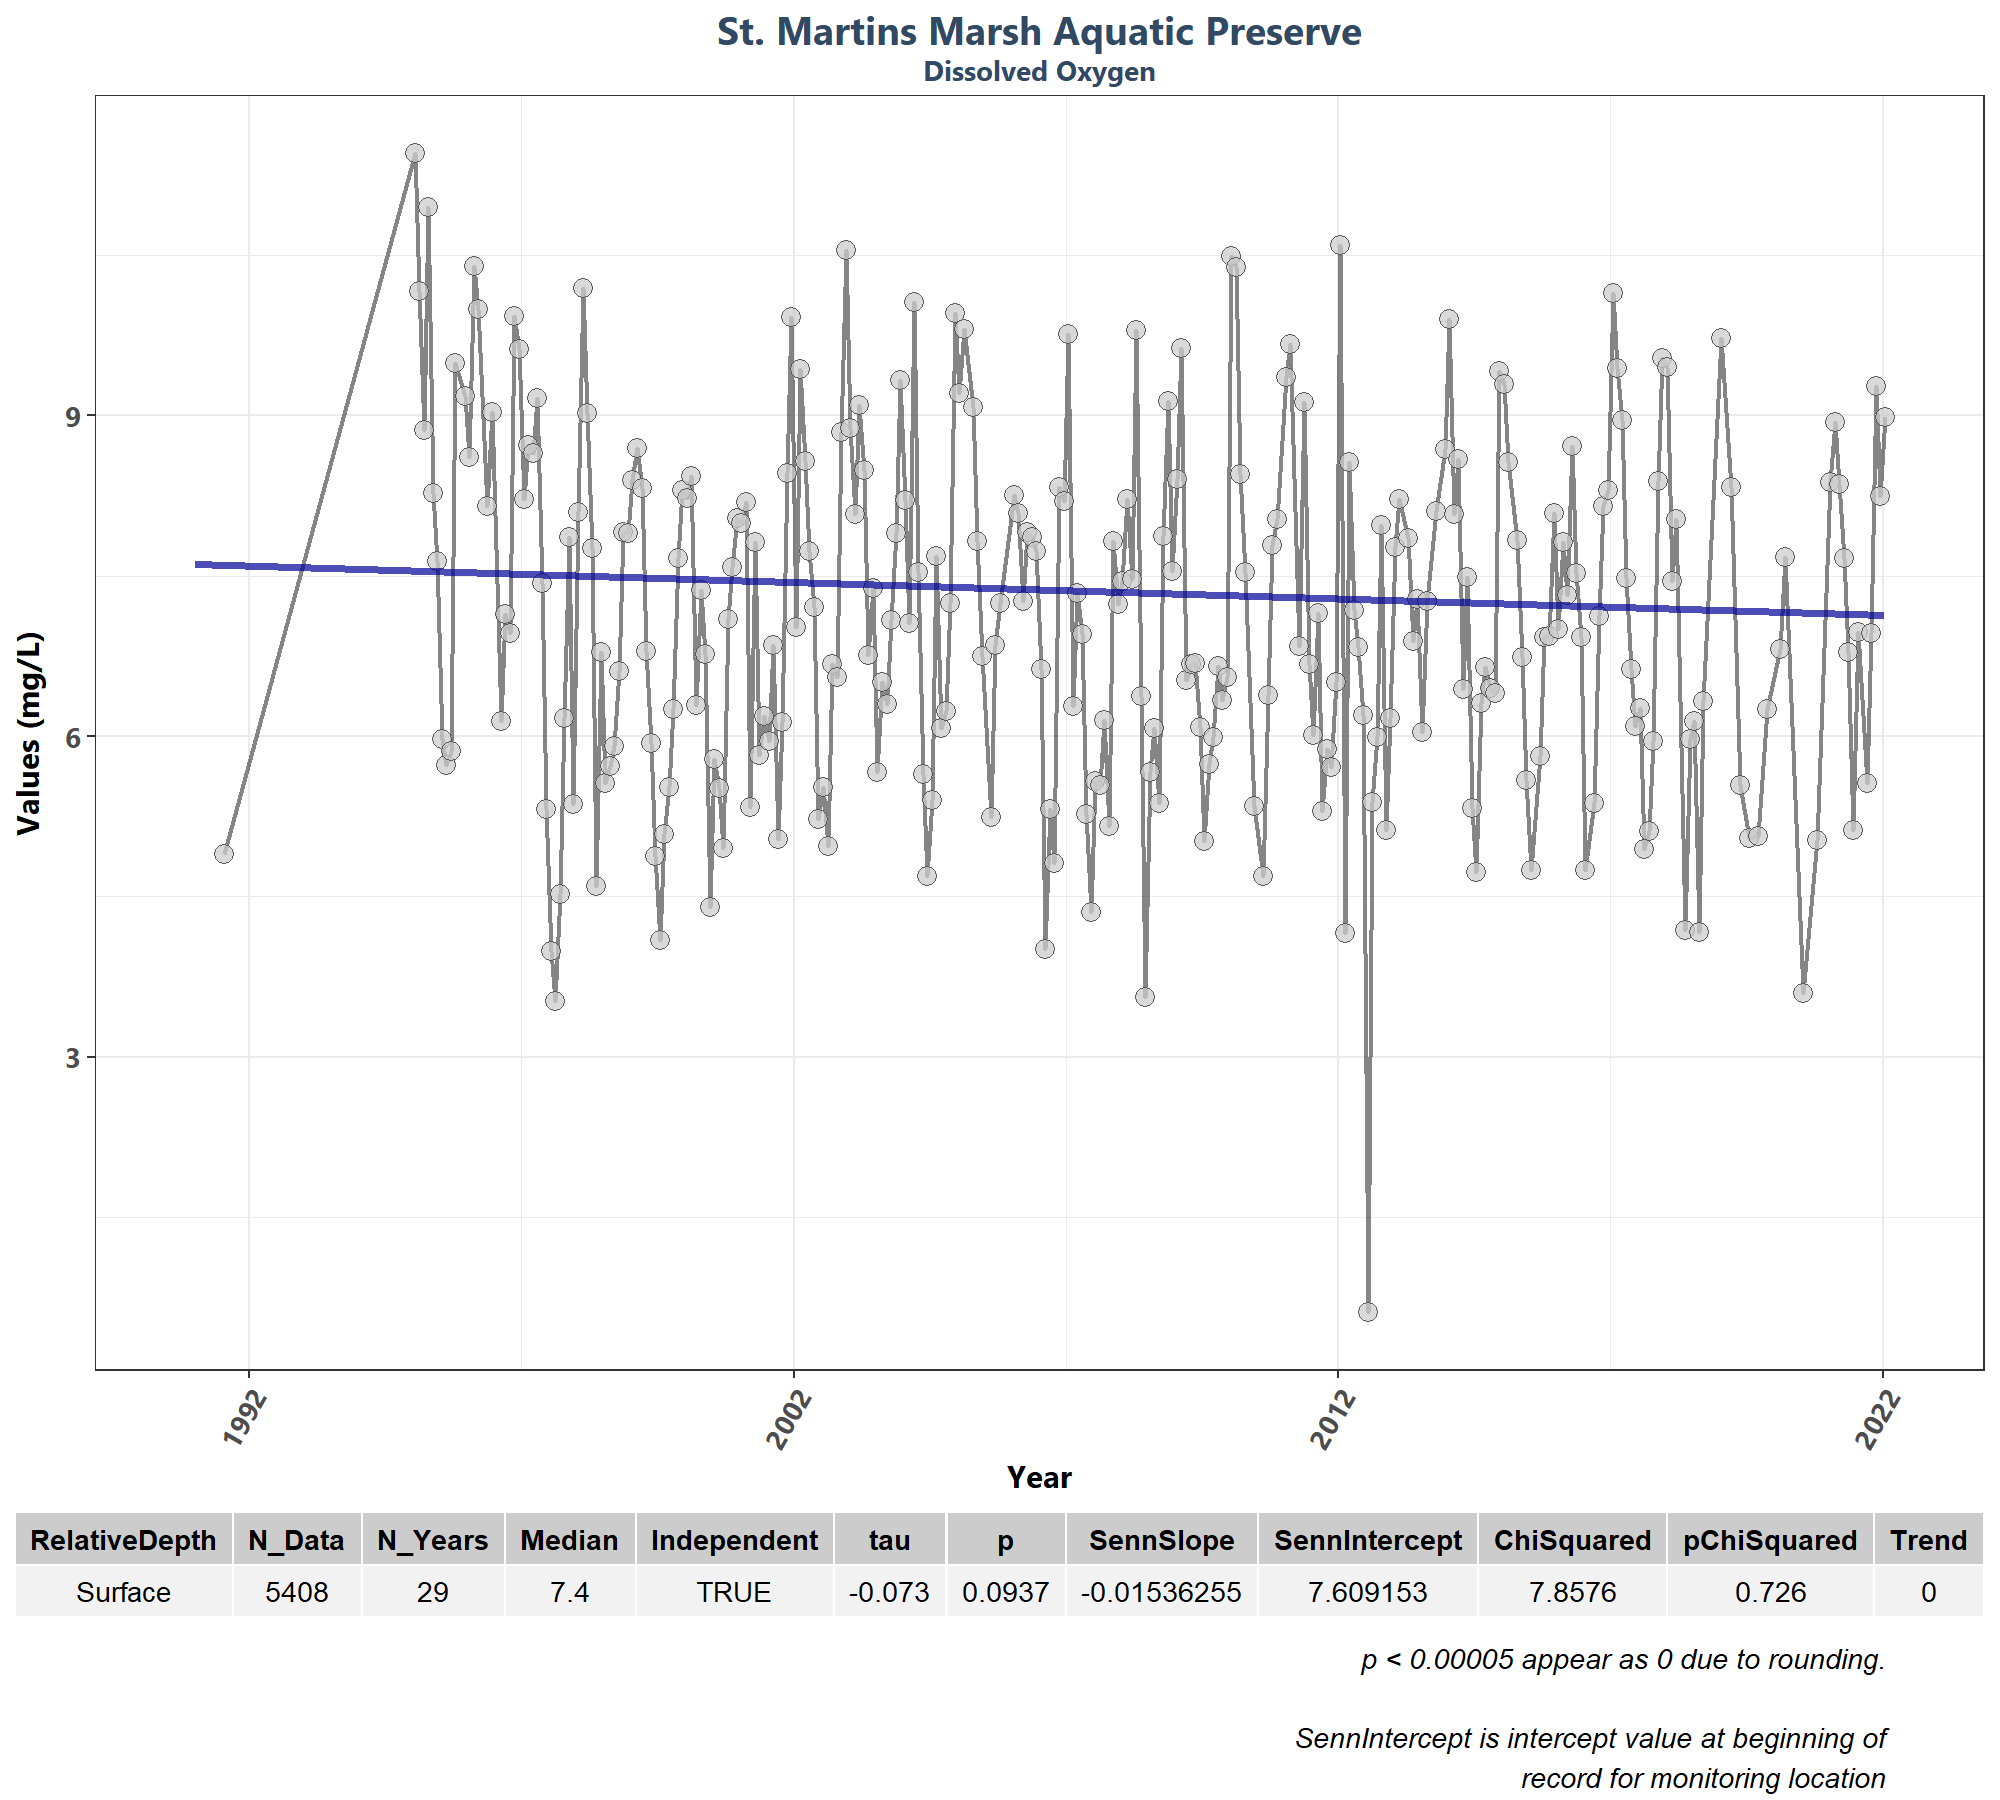 St. Martins Marsh Aquatic Preserve
Dissolved Oxygen
Values (mg/L)
9
6
3
1992
2002
2012
2022
Year
RelativeDepth N_Data N_Years Median Independent tau p SennSlope SennIntercept ChiSquared pChiSquared Trend
Surface 5408 29 7.4 TRUE -0.073 0.0937 -0.01536255 7.609153 7.8576 0.726 0
p < 0.00005 appear as 0 due to rounding.
SennIntercept is intercept value at beginning of
record for monitoring location